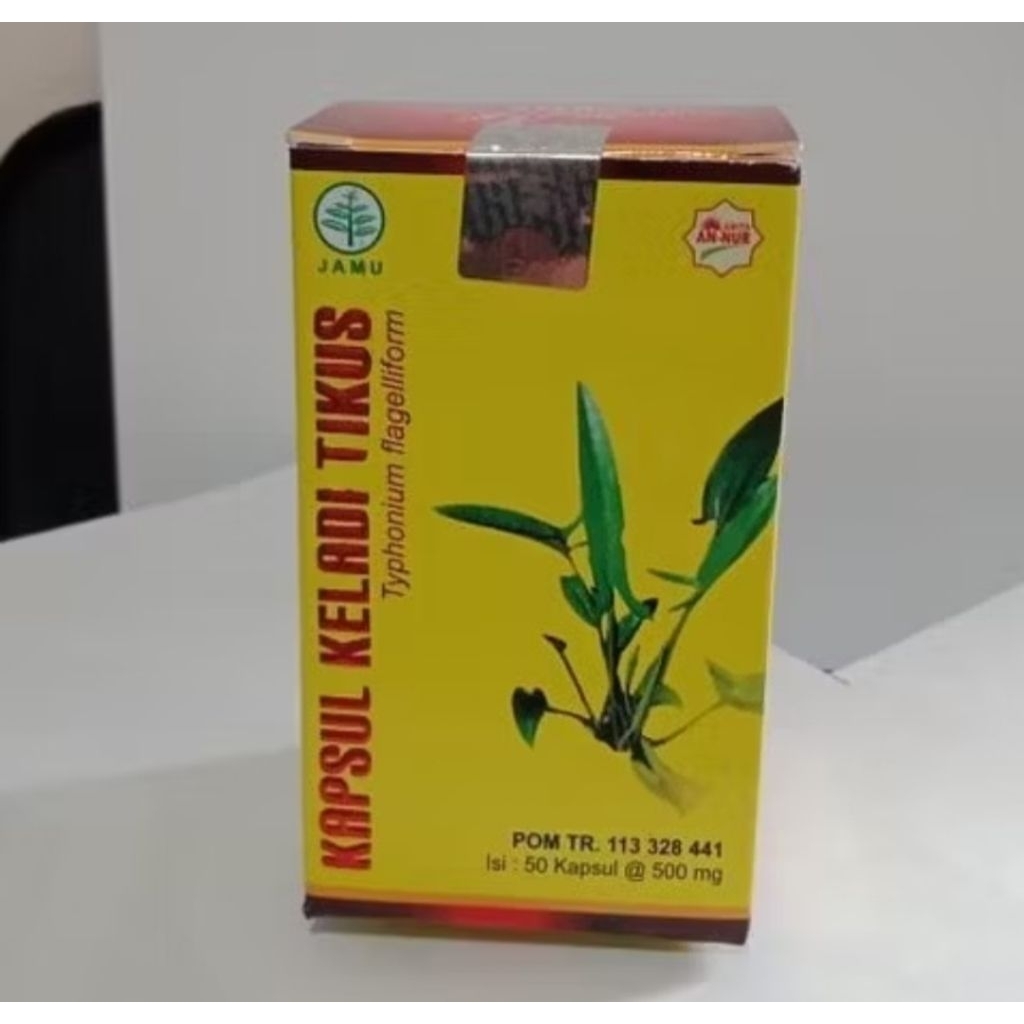 JAMU
AN-NUR
KAPSUL KELADI TIKUS
Typhonium flagelliform
POM TR. 113 328 441
Isi : 50 Kapsul @ 500 mg